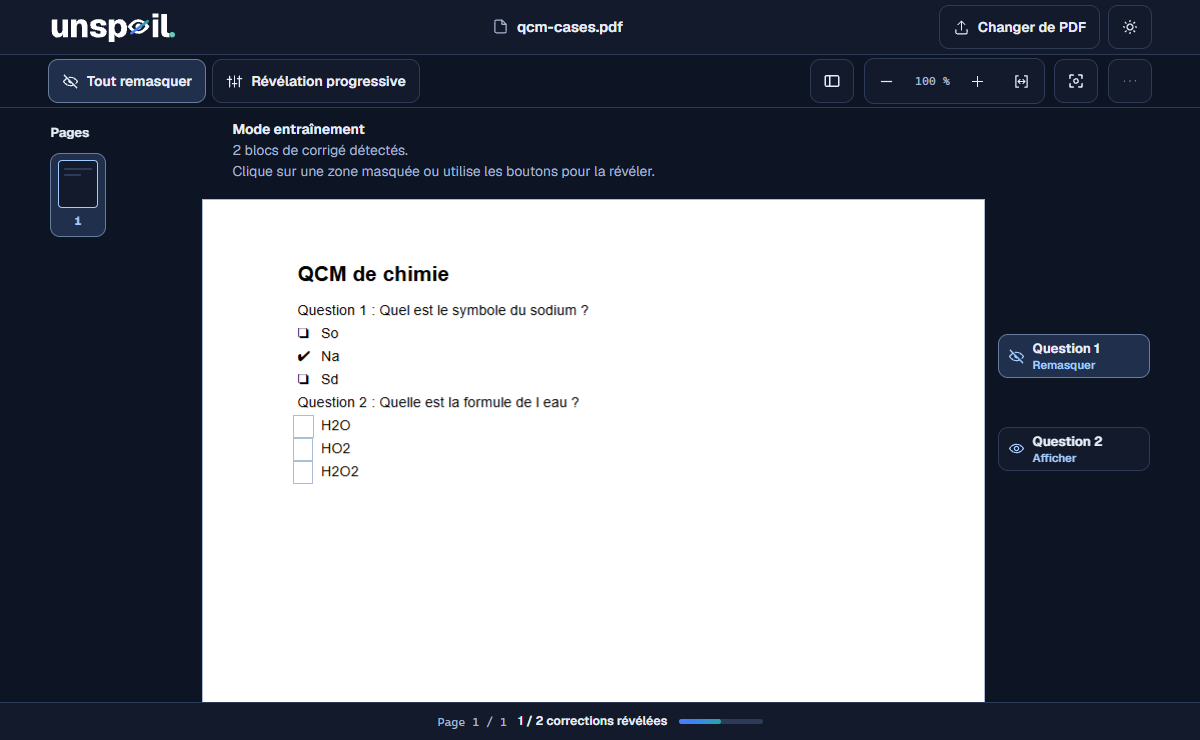 unspoil.
qcm-cases.pdf
Changer de PDF
Tout remasquer
Révélation progressive
100 %
Pages
1
Mode entraînement
2 blocs de corrigé détectés.
Clique sur une zone masquée ou utilise les boutons pour la révéler.
QCM de chimie
Question 1 : Quel est le symbole du sodium ?
❏ So
✔ Na
❏ Sd
Question 2 : Quelle est la formule de l eau ?
H2O
HO2
H2O2
Question 1
Remasquer
Question 2
Afficher
Page 1 / 1 1 / 2 corrections révélées